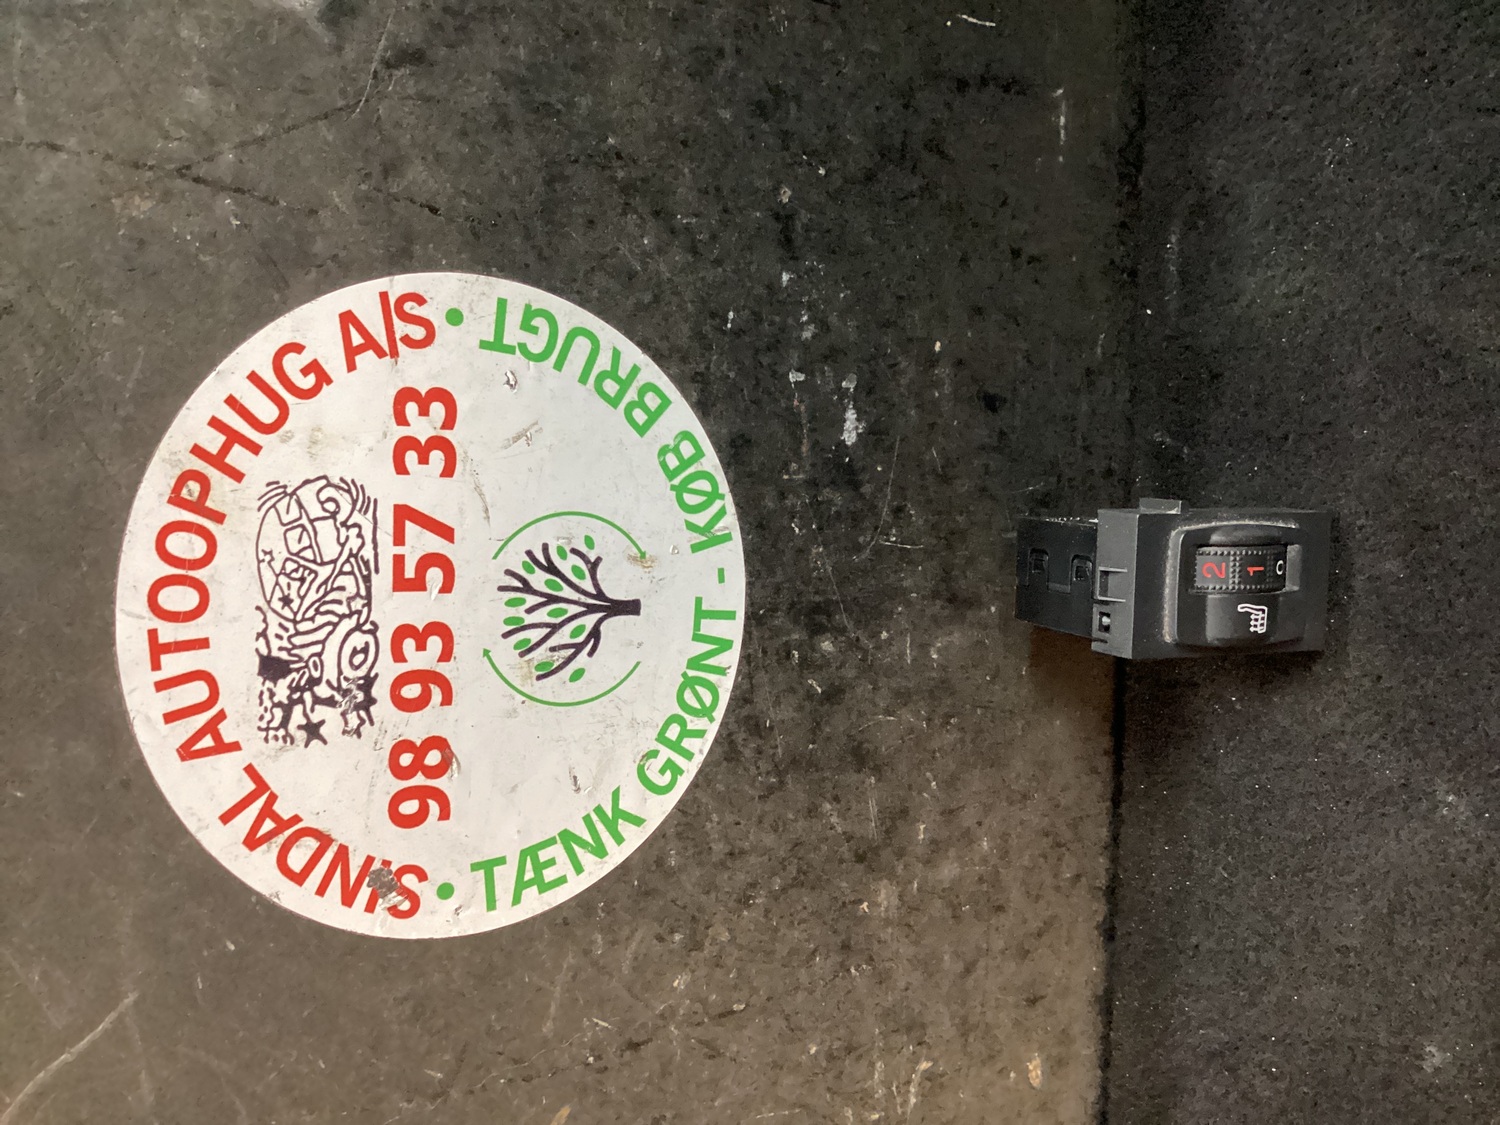 SINDAL AUTOOPHUG A/S
98 93 57 33
• TÆNK GRØNT - KØB BRUGT •
2
1
0